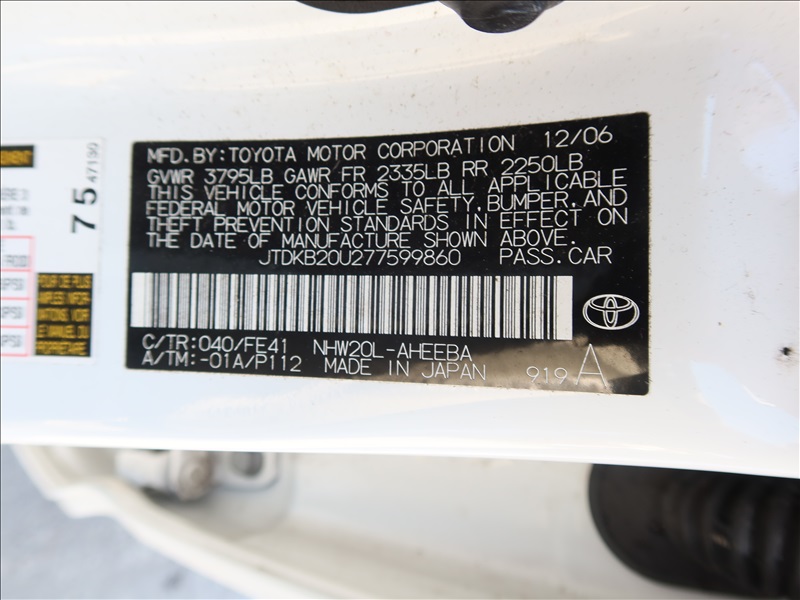 MFD. BY: TOYOTA MOTOR CORPORATION 12/06
GVWR 3795LB GAWR FR 2335LB RR 2250LB
THIS VEHICLE CONFORMS TO ALL APPLICABLE
FEDERAL MOTOR VEHICLE SAFETY, BUMPER, AND
THEFT PREVENTION STANDARDS IN EFFECT ON
THE DATE OF MANUFACTURE SHOWN ABOVE.
JTDKB20U277599860 PASS. CAR
C/TR: 040/FE41 NHW20L-AHEEBA
A/TM: -01A/P112 MADE IN JAPAN 919 A
75 47130